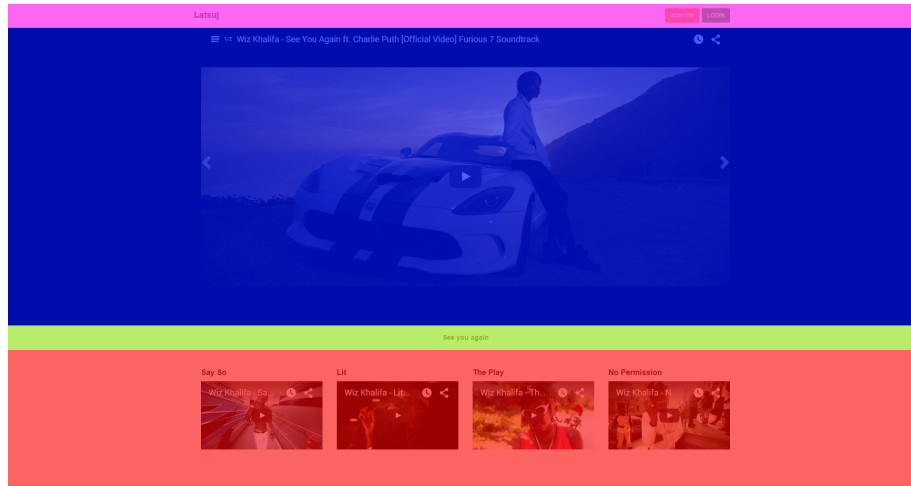 Latsuj
JOIN US! LOGIN
1/2 Wiz Khalifa - See You Again ft. Charlie Puth [Official Video] Furious 7 Soundtrack
See you again
Say So
Lit
The Play
No Permission
Wiz Khalifa - Sa...
Wiz Khalifa - Lit...
Wiz Khalifa - Th...
Wiz Khalifa - N